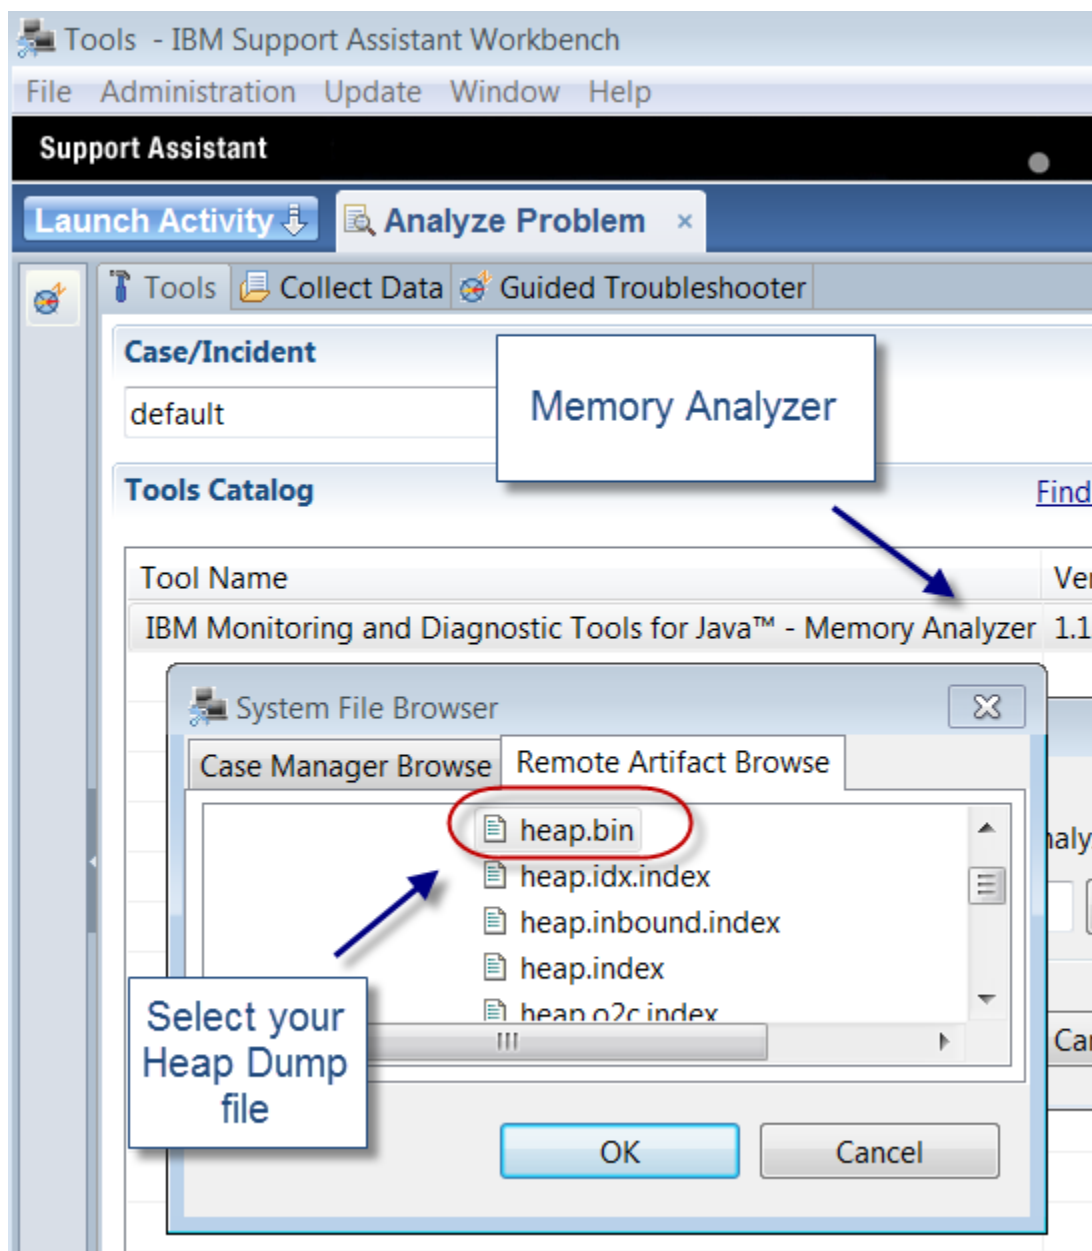 Tools - IBM Support Assistant Workbench
File Administration Update Window Help
Support Assistant
Launch Activity Analyze Problem ×
Tools Collect Data Guided Troubleshooter
Case/Incident
default
Memory Analyzer
Tools Catalog
Find
Tool Name
IBM Monitoring and Diagnostic Tools for Java™ - Memory Analyzer 1.1
System File Browser
Case Manager Browse Remote Artifact Browse
heap.bin
heap.idx.index
heap.inbound.index
heap.index
heap.o2c.index
Select your
Heap Dump
file
OK Cancel